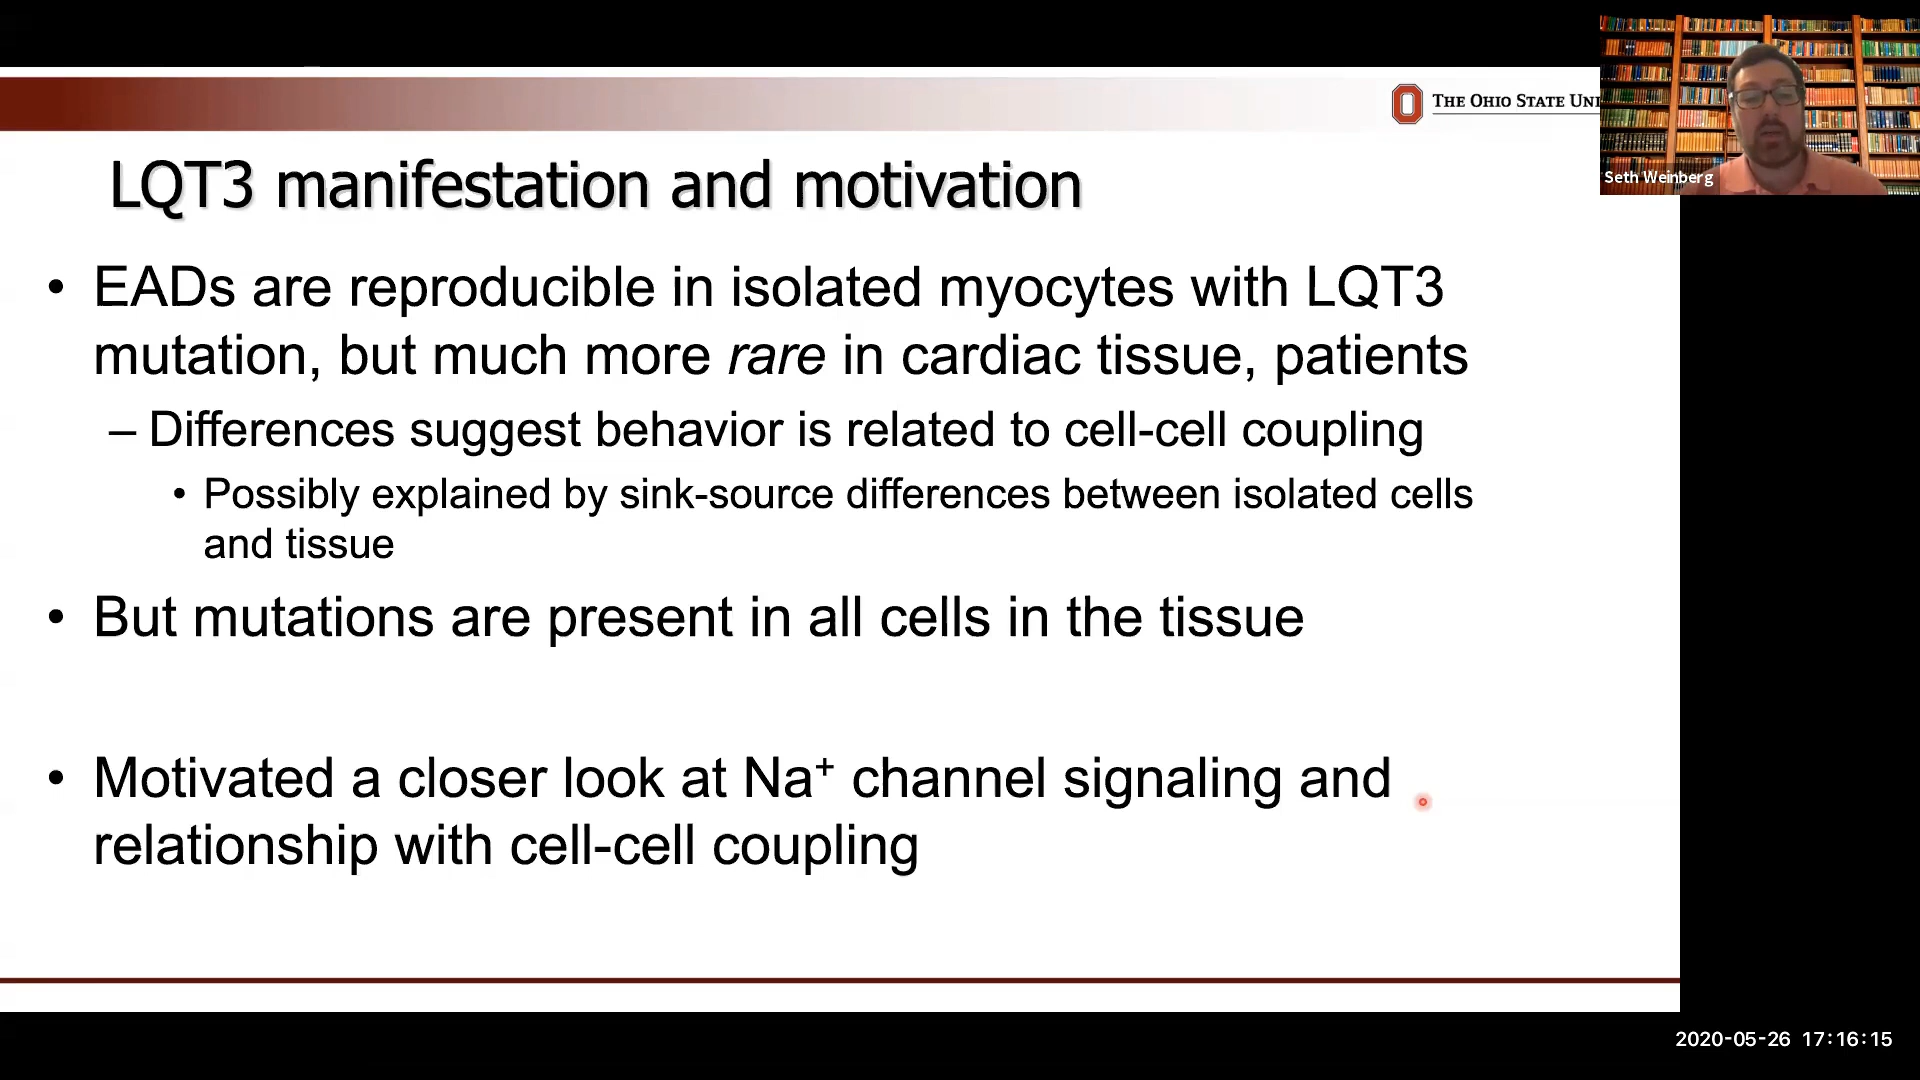 THE OHIO STATE UNI
Seth Weinberg
LQT3 manifestation and motivation
• EADs are reproducible in isolated myocytes with LQT3
mutation, but much more rare in cardiac tissue, patients
– Differences suggest behavior is related to cell-cell coupling
• Possibly explained by sink-source differences between isolated cells
and tissue
• But mutations are present in all cells in the tissue
• Motivated a closer look at Na⁺ channel signaling and
relationship with cell-cell coupling
2020-05-26 17:16:15